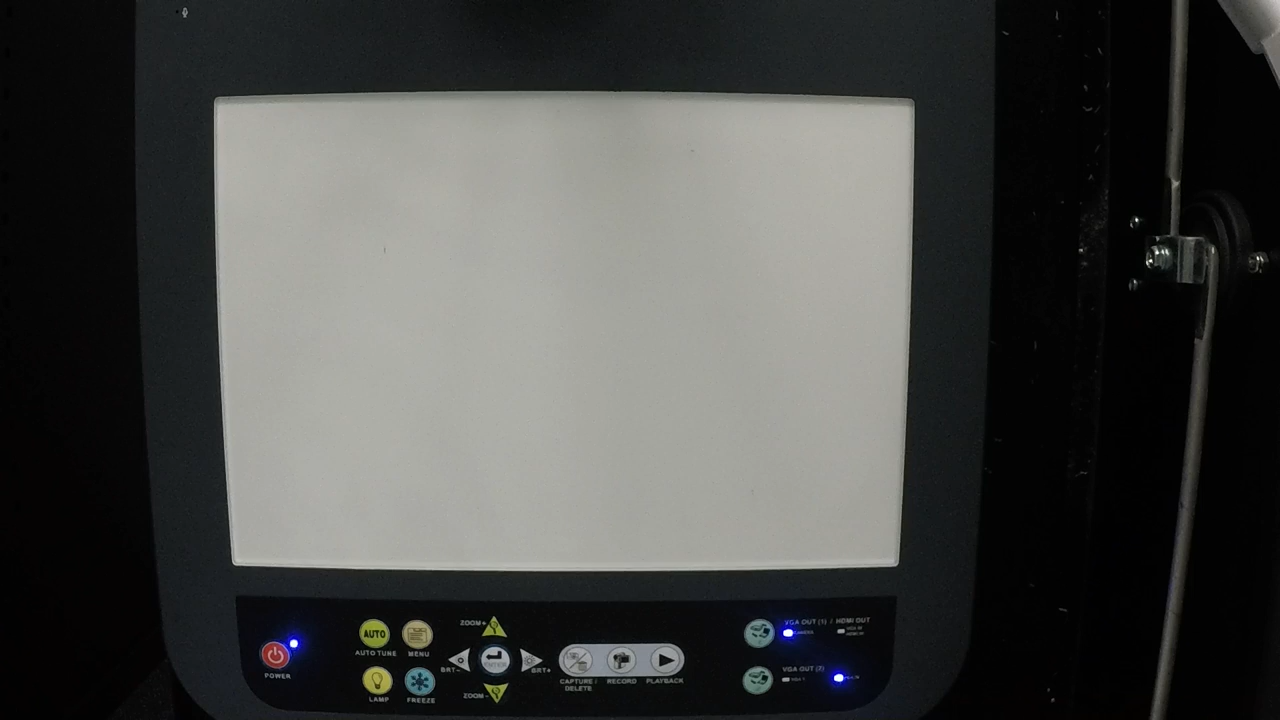 VGA OUT (1) / HDMI OUT
ZOOM+
AUTO
AUTO TUNE
MENU
BRT-
ENTER
BRT+
POWER
CAPTURE /
DELETE
RECORD
PLAYBACK
VGA OUT (2)
LAMP
FREEZE
ZOOM-